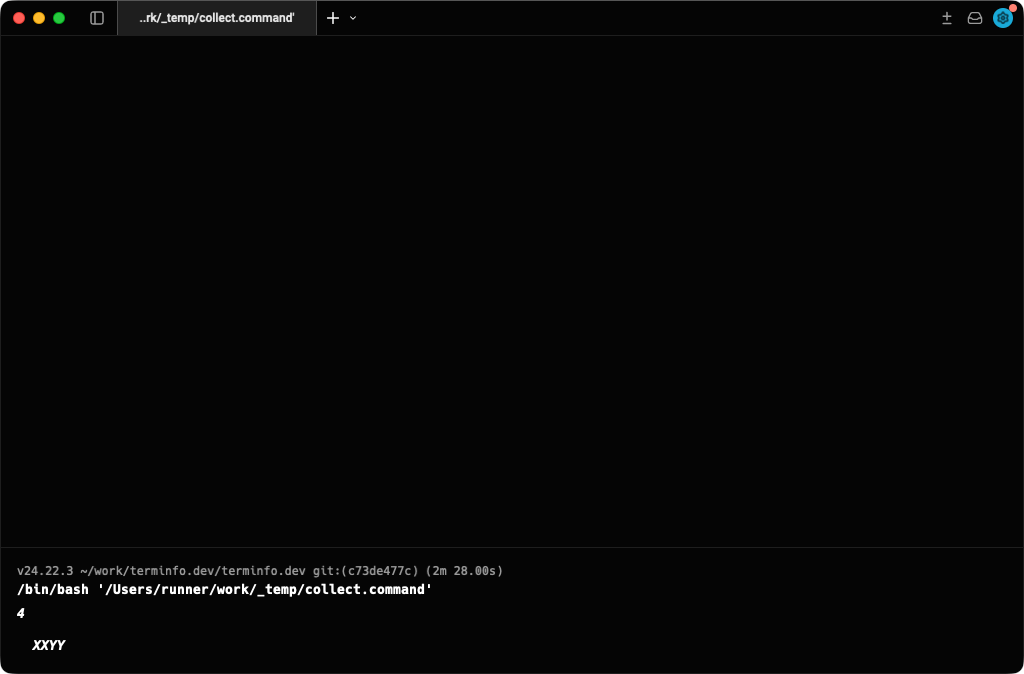 ..rk/_temp/collect.command'
v24.22.3 ~/work/terminfo.dev/terminfo.dev git:(c73de477c) (2m 28.00s)
/bin/bash '/Users/runner/work/_temp/collect.command'
4
XXYY